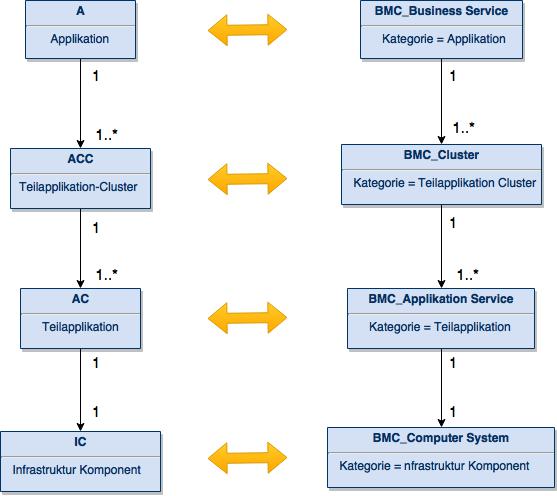 A
Applikation
BMC_Business Service
Kategorie = Applikation
1
1
1..*
1..*
ACC
Teilapplikation-Cluster
BMC_Cluster
Kategorie = Teilapplikation Cluster
1
1
1..*
1..*
AC
Teilapplikation
BMC_Applikation Service
Kategorie = Teilapplikation
1
1
1
1
IC
Infrastruktur Komponent
BMC_Computer System
Kategorie = nfrastruktur Komponent